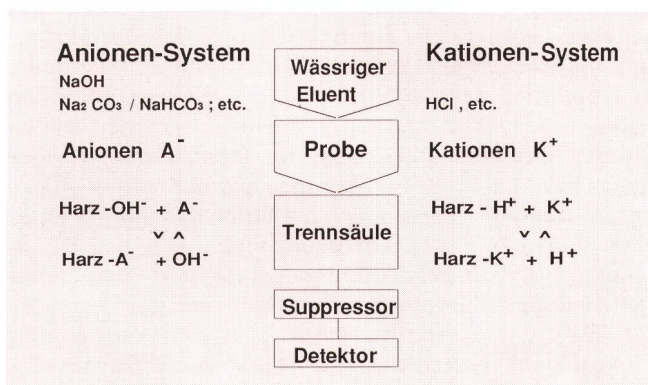 Anionen-System
NaOH
Na₂ CO₃ / NaHCO₃ ; etc.
Anionen A⁻
Harz -OH⁻ + A⁻
Harz -A⁻ + OH⁻
Wässriger
Eluent
Probe
Trennsäule
Suppressor
Detektor
Kationen-System
HCl , etc.
Kationen K⁺
Harz - H⁺ + K⁺
Harz -K⁺ + H⁺